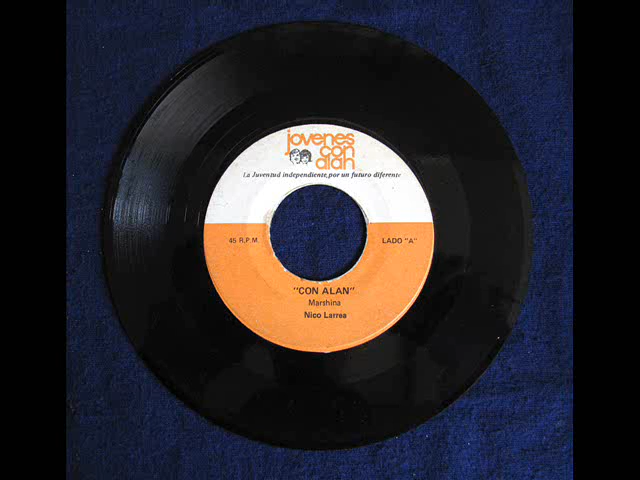 jovenes
con
alan
La Juventud independiente, por un futuro diferente
45 R.P.M.
LADO "A"
"CON ALAN"
Marshina
Nico Larrea